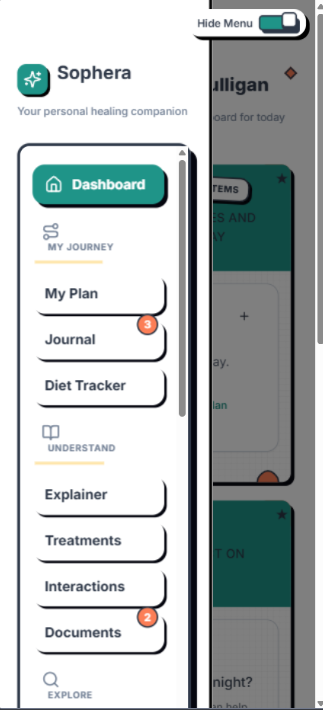 Hide Menu
Sophera
Your personal healing companion
ulligan
oard for today
Dashboard
TEMS
ES AND
AY
MY JOURNEY
My Plan
3
Journal
ay.
Diet Tracker
lan
UNDERSTAND
Explainer
Treatments
T ON
Interactions
2
Documents
night?
EXPLORE